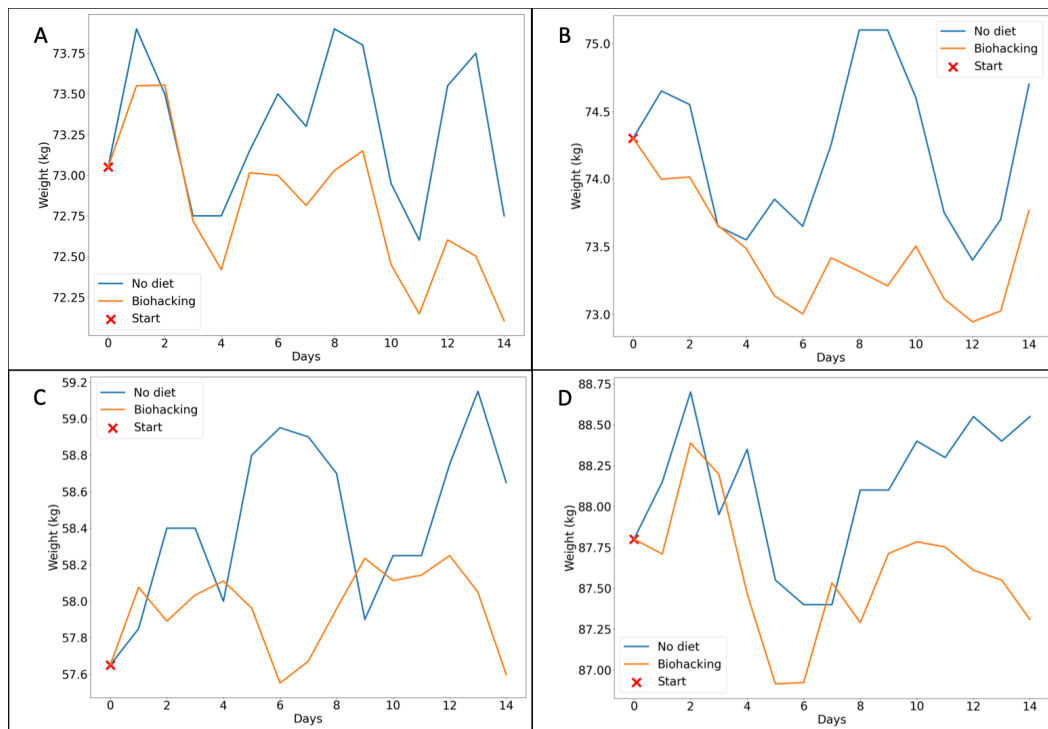 A
No diet
Biohacking
Start
Weight (kg)
73.75
73.50
73.25
73.00
72.75
72.50
72.25
0 2 4 6 8 10 12 14
Days
B
No diet
Biohacking
Start
Weight (kg)
75.0
74.5
74.0
73.5
73.0
0 2 4 6 8 10 12 14
Days
C
No diet
Biohacking
Start
Weight (kg)
59.2
59.0
58.8
58.6
58.4
58.2
58.0
57.8
57.6
0 2 4 6 8 10 12 14
Days
D
No diet
Biohacking
Start
Weight (kg)
88.75
88.50
88.25
88.00
87.75
87.50
87.25
87.00
0 2 4 6 8 10 12 14
Days